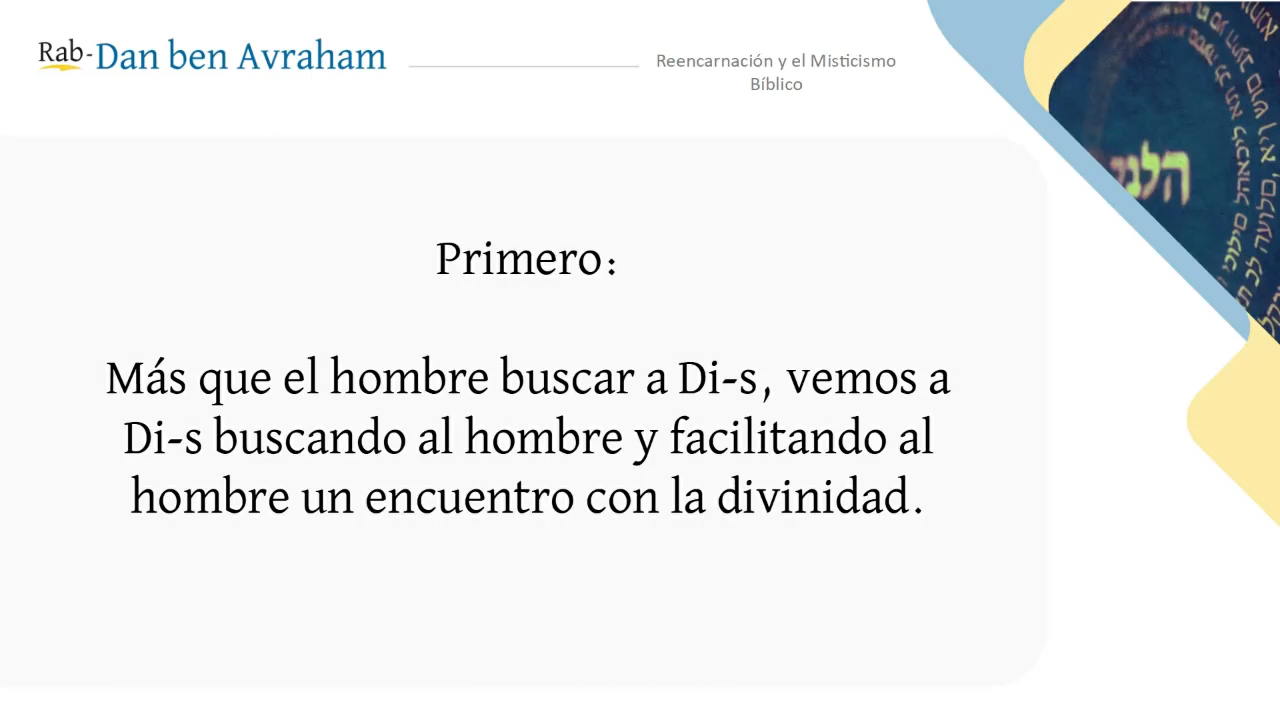 Rab-Dan ben Avraham
Reencarnación y el Misticismo
Bíblico
Primero:
Más que el hombre buscar a Di-s, vemos a
Di-s buscando al hombre y facilitando al
hombre un encuentro con la divinidad.